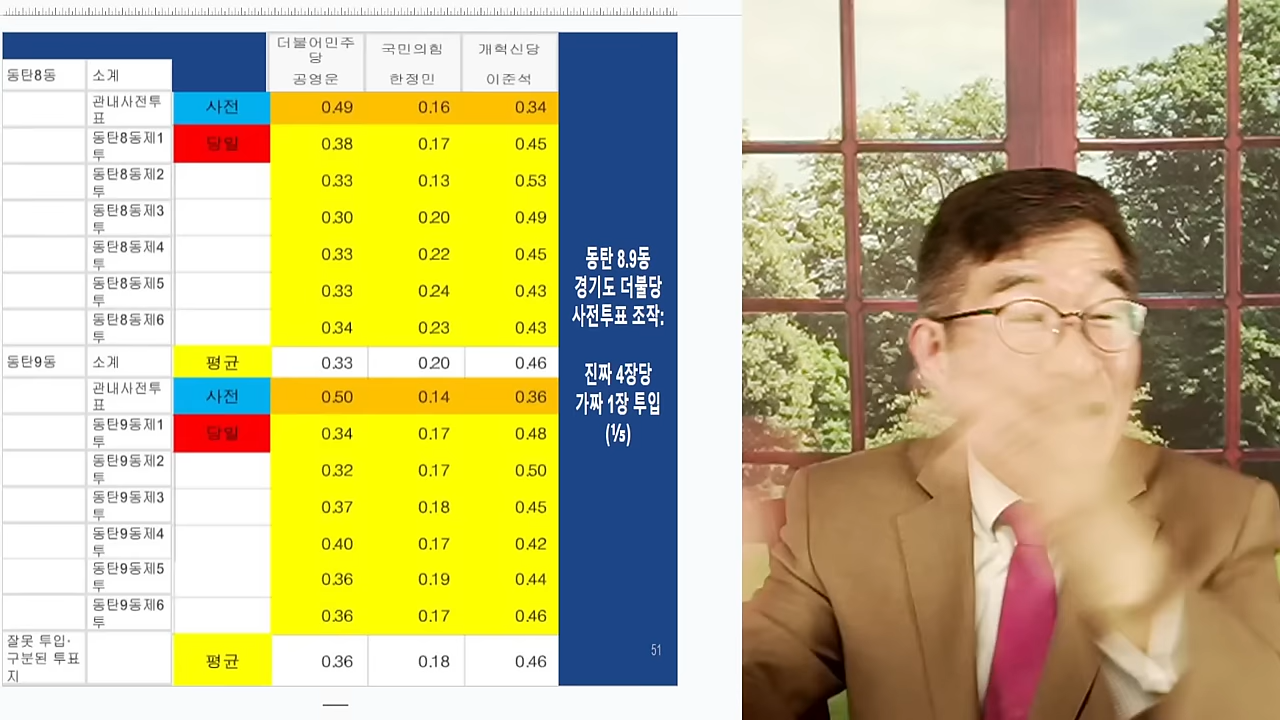 더불어민주
당
국민의힘
개혁신당
동탄8동 소계 공영운 한정민 이준석
관내사전투
표
사전 0.49 0.16 0.34
동탄8동제1
투
당일 0.38 0.17 0.45
동탄8동제2
투
0.33 0.13 0.53
동탄8동제3
투
0.30 0.20 0.49
동탄8동제4
투
0.33 0.22 0.45
동탄8동제5
투
0.33 0.24 0.43
동탄8동제6
투
0.34 0.23 0.43
동탄9동 소계 평균 0.33 0.20 0.46
관내사전투
표
사전 0.50 0.14 0.36
동탄9동제1
투
당일 0.34 0.17 0.48
동탄9동제2
투
0.32 0.17 0.50
동탄9동제3
투
0.37 0.18 0.45
동탄9동제4
투
0.40 0.17 0.42
동탄9동제5
투
0.36 0.19 0.44
동탄9동제6
투
0.36 0.17 0.46
잘못 투입·
구분된 투표
지
평균 0.36 0.18 0.46
동탄 8.9동
경기도 더불당
사전투표 조작:
진짜 4장당
가짜 1장 투입
(⅕)
51